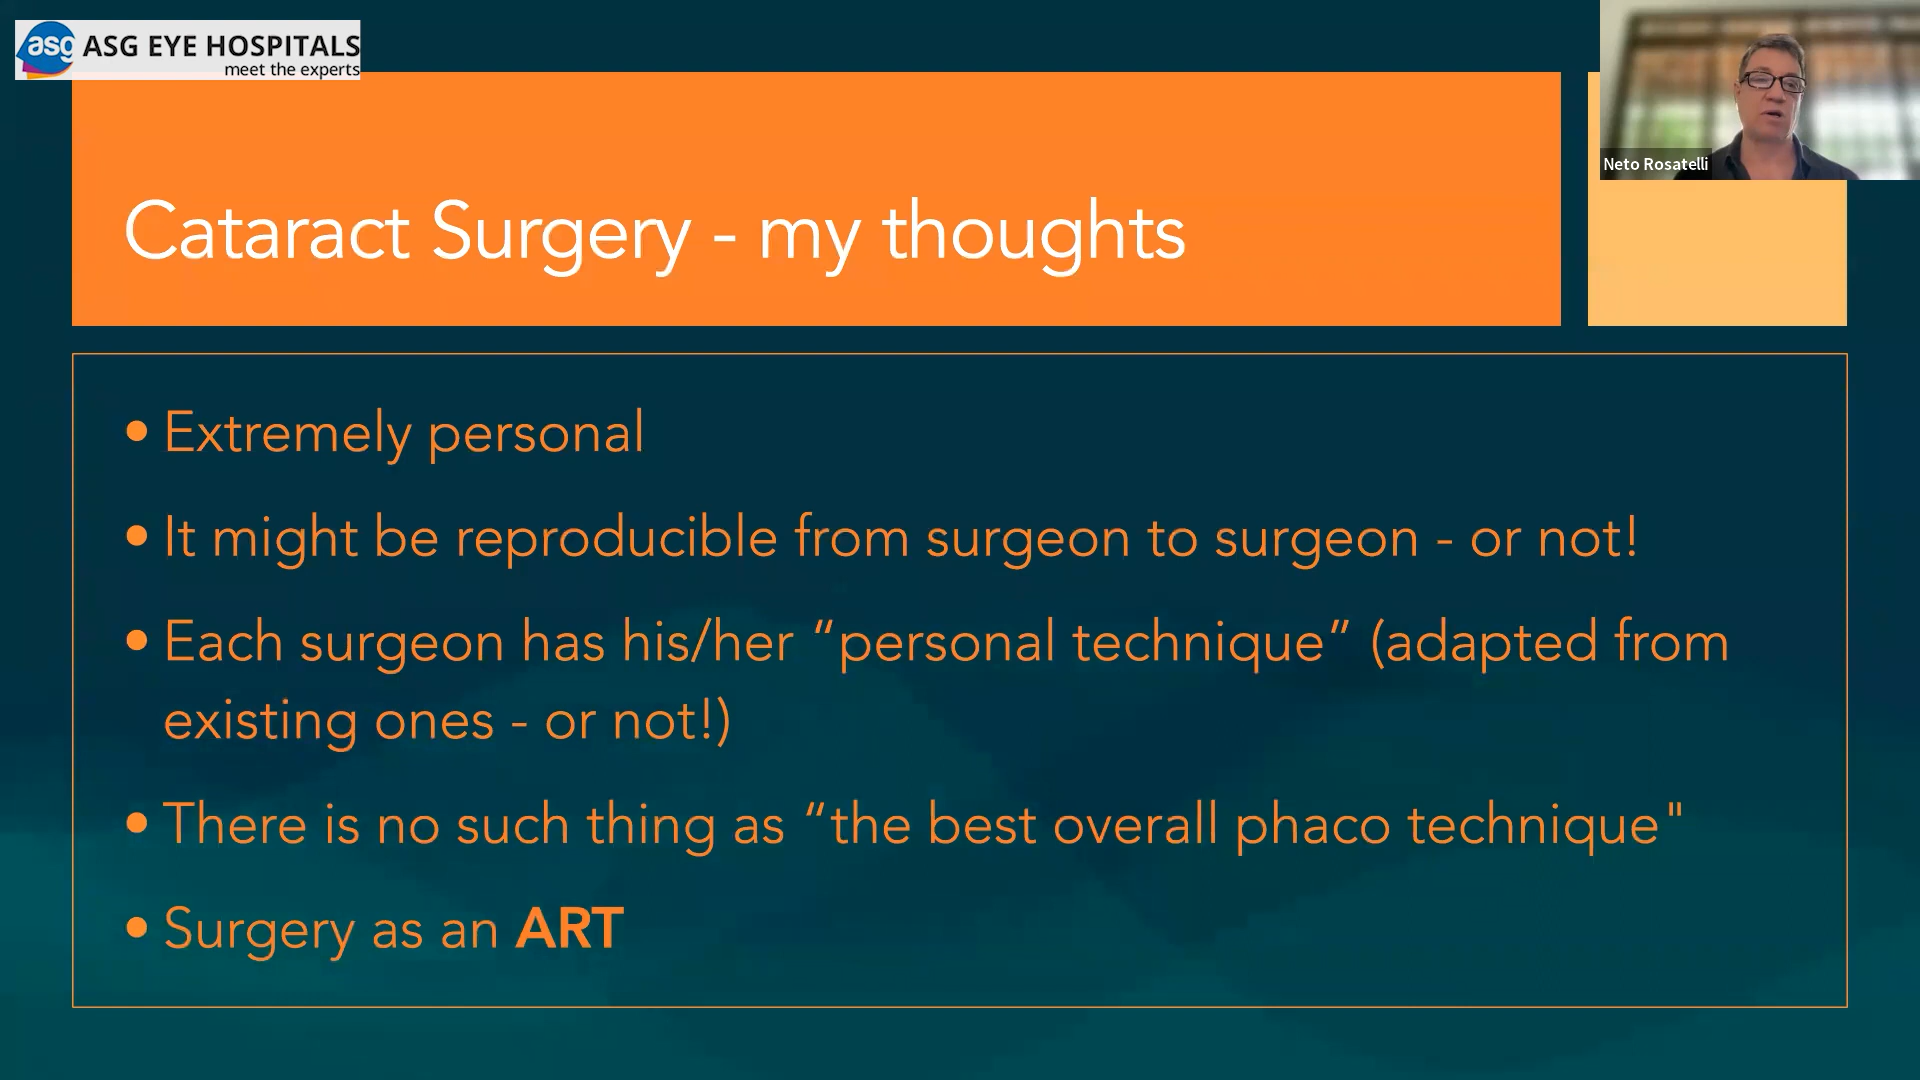 asg ASG EYE HOSPITALS
meet the experts
Neto Rosatelli
Cataract Surgery - my thoughts
• Extremely personal
• It might be reproducible from surgeon to surgeon - or not!
• Each surgeon has his/her “personal technique” (adapted from
existing ones - or not!)
• There is no such thing as “the best overall phaco technique"
• Surgery as an ART